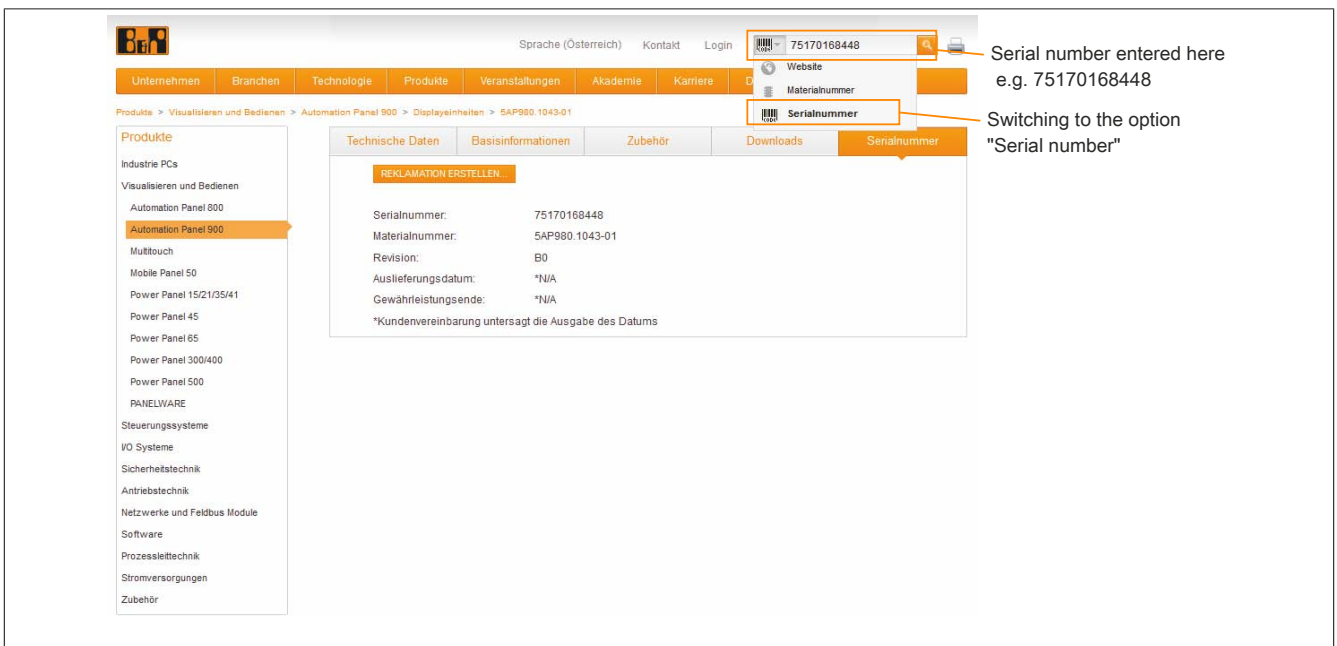 B&R
Sprache (Österreich) Kontakt Login 75170168448
Serial number entered here
e.g. 75170168448
Website
Materialnummer
Serialnummer
Switching to the option
"Serial number"
Unternehmen Branchen Technologie Produkte Veranstaltungen Akademie Karriere D
Produkte > Visualisieren und Bedienen > Automation Panel 900 > Displayeinheiten > 5AP980.1043-01
Produkte
Industrie PCs
Visualisieren und Bedienen
Automation Panel 800
Automation Panel 900
Multitouch
Mobile Panel 50
Power Panel 15/21/35/41
Power Panel 45
Power Panel 65
Power Panel 300/400
Power Panel 500
PANELWARE
Steuerungssysteme
I/O Systeme
Sicherheitstechnik
Antriebstechnik
Netzwerke und Feldbus Module
Software
Prozessleittechnik
Stromversorgungen
Zubehör
Technische Daten Basisinformationen Zubehör Downloads Serialnummer
REKLAMATION ERSTELLEN...
Serialnummer: 75170168448
Materialnummer: 5AP980.1043-01
Revision: B0
Auslieferungsdatum: *N/A
Gewährleistungsende: *N/A
*Kundenvereinbarung untersagt die Ausgabe des Datums